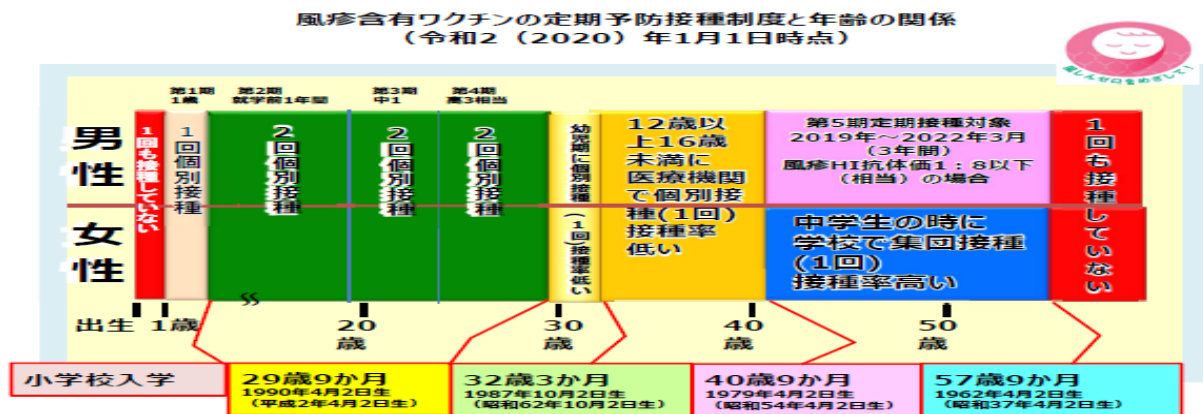 風疹含有ワクチンの定期予防接種制度と年齢の関係
（令和2（2020）年1月1日時点）
風しんゼロをめざして！
第1期
1歳
第2期
就学前1年間
第3期
中1
第4期
高3相当
男性
女性
1回も接種していない
1回個別接種
2回個別接種
2回個別接種
2回個別接種
幼児期に個別接種
(1回)接種率低い
12歳以
上16歳
未満に
医療機関
で個別接
種(1回)
接種率
低い
第5期定期接種対象
2019年～2022年3月
(3年間)
風疹HI抗体価1：8以下
(相当）の場合
中学生の時に
学校で集団接種
(1回)
接種率高い
1回も接種していない
出生
1歳
20
歳
30
歳
40
歳
50
歳
小学校入学
29歳9か月
1990年4月2日生
（平成2年4月2日生）
32歳3か月
1987年10月2日生
（昭和62年10月2日生）
40歳9か月
1979年4月2日生
（昭和54年4月2日生）
57歳9か月
1962年4月2日生
（昭和37年4月2日生）